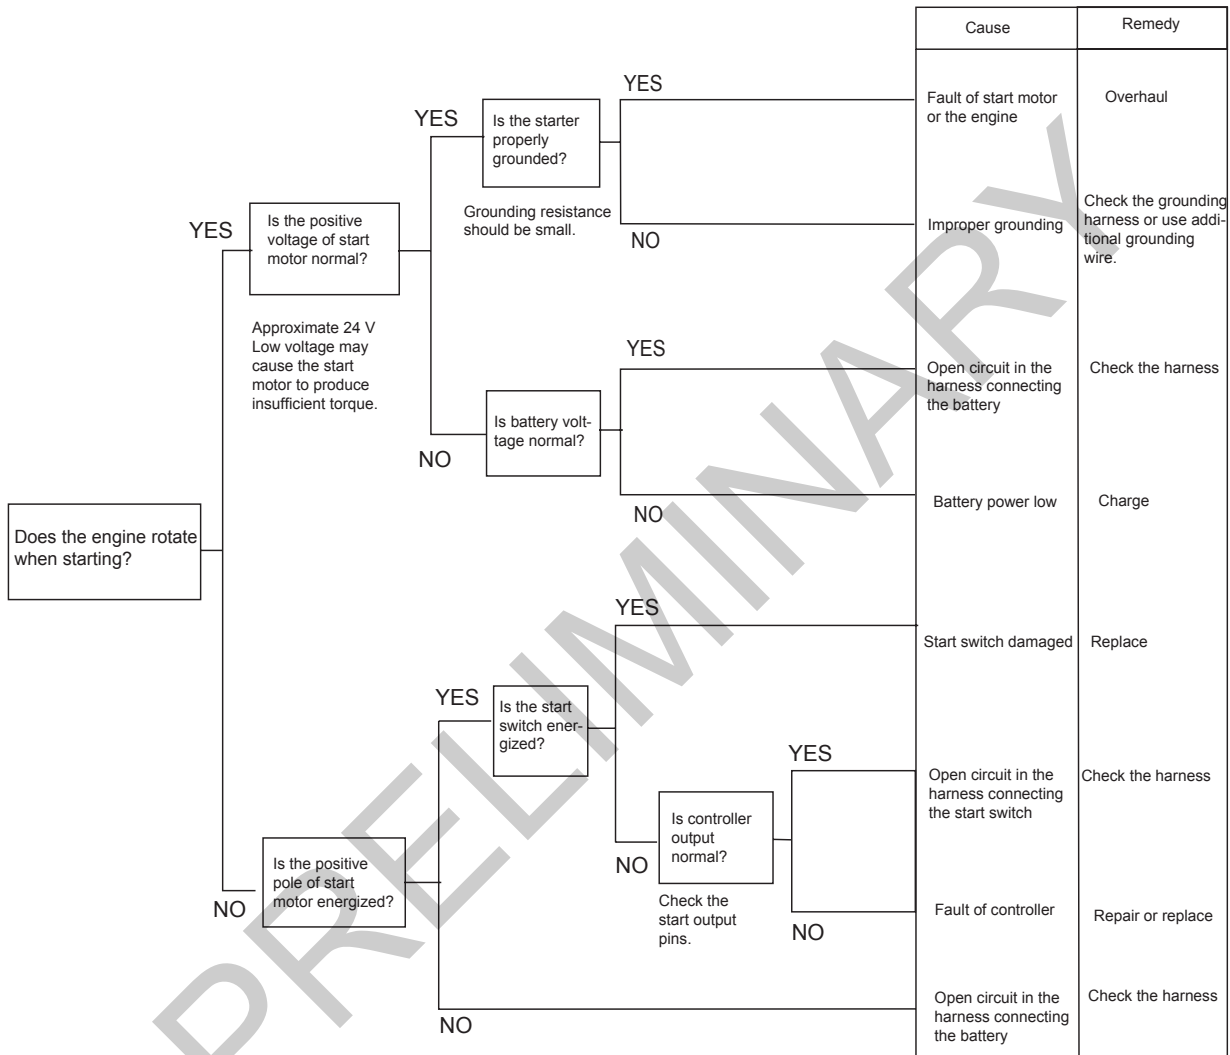 Cause
Remedy
YES
Fault of start motor
or the engine
Overhaul
YES
Is the starter
properly
grounded?
Grounding resistance
should be small.
NO
Improper grounding
Check the grounding
harness or use addi-
tional grounding
wire.
YES
Is the positive
voltage of start
motor normal?
Approximate 24 V
Low voltage may
cause the start
motor to produce
insufficient torque.
YES
Open circuit in the
harness connecting
the battery
Check the harness
NO
Is battery volt-
tage normal?
NO
Battery power low
Charge
Does the engine rotate
when starting?
YES
Start switch damaged
Replace
YES
Is the start
switch ener-
gized?
YES
Open circuit in the
harness connecting
the start switch
Check the harness
NO
Is controller
output
normal?
Check the
start output
pins.
NO
Fault of controller
Repair or replace
NO
Is the positive
pole of start
motor energized?
NO
Open circuit in the
harness connecting
the battery
Check the harness
PRELIMINARY